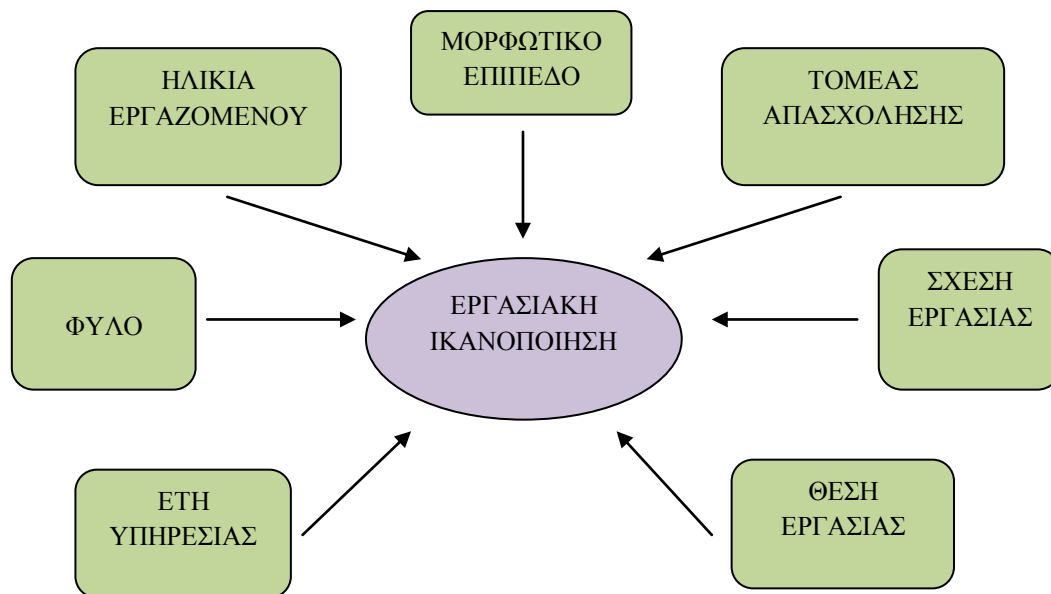 ΗΛΙΚΙΑ
ΕΡΓΑΖΟΜΕΝΟΥ
ΜΟΡΦΩΤΙΚΟ
ΕΠΙΠΕΔΟ
ΤΟΜΕΑΣ
ΑΠΑΣΧΟΛΗΣΗΣ
ΦΥΛΟ
ΕΡΓΑΣΙΑΚΗ
ΙΚΑΝΟΠΟΙΗΣΗ
ΣΧΕΣΗ
ΕΡΓΑΣΙΑΣ
ΕΤΗ
ΥΠΗΡΕΣΙΑΣ
ΘΕΣΗ
ΕΡΓΑΣΙΑΣ